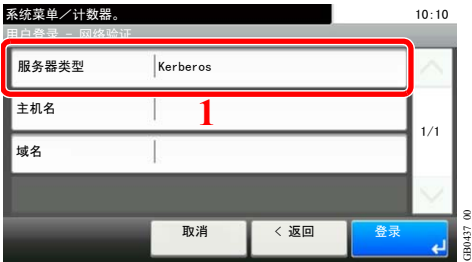 系统菜单／计数器。 10:10
用户登录 - 网络验证
服务器类型 Kerberos
主机名
1
1/1
域名
取消 < 返回 登录
GB0437_00